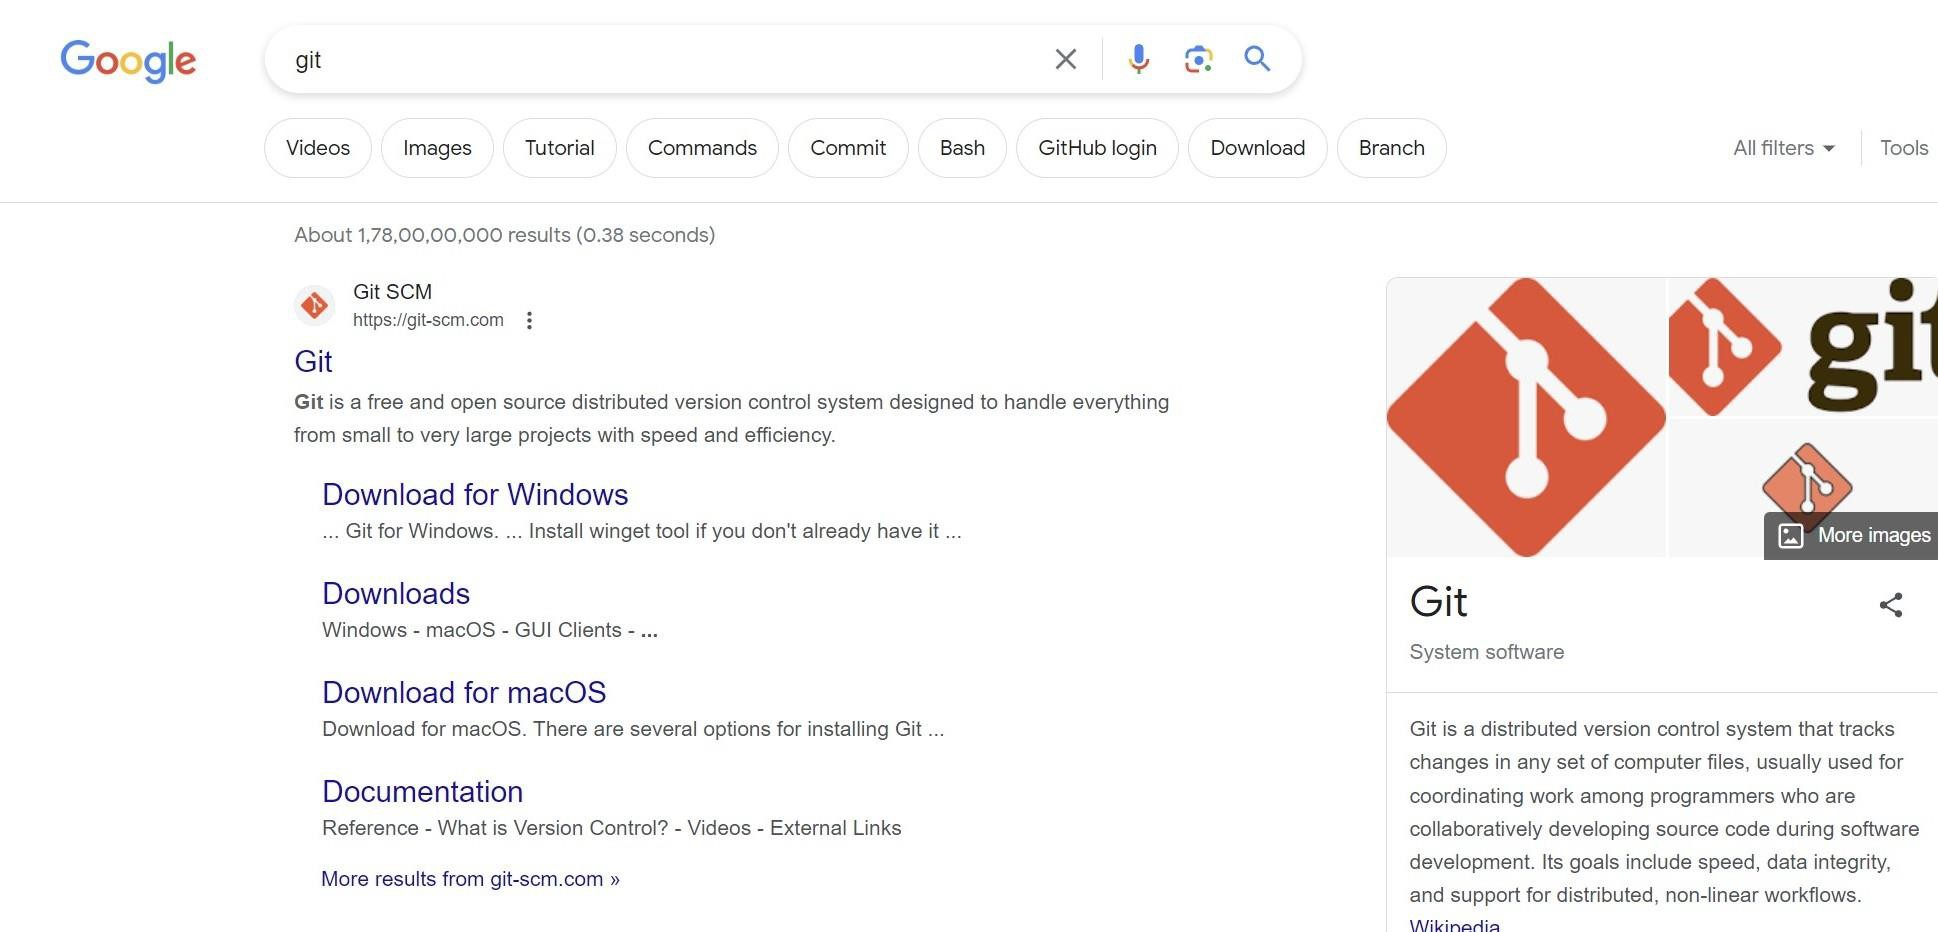 Google
git
Videos
Images
Tutorial
Commands
Commit
Bash
GitHub login
Download
Branch
All filters
Tools
About 1,78,00,00,000 results (0.38 seconds)
Git SCM
https://git-scm.com
Git
Git is a free and open source distributed version control system designed to handle everything
from small to very large projects with speed and efficiency.
Download for Windows
... Git for Windows. ... Install winget tool if you don't already have it ...
Downloads
Windows - macOS - GUI Clients - ...
Download for macOS
Download for macOS. There are several options for installing Git ...
Documentation
Reference - What is Version Control? - Videos - External Links
More results from git-scm.com »
git
More images
Git
System software
Git is a distributed version control system that tracks
changes in any set of computer files, usually used for
coordinating work among programmers who are
collaboratively developing source code during software
development. Its goals include speed, data integrity,
and support for distributed, non-linear workflows.
Wikipedia